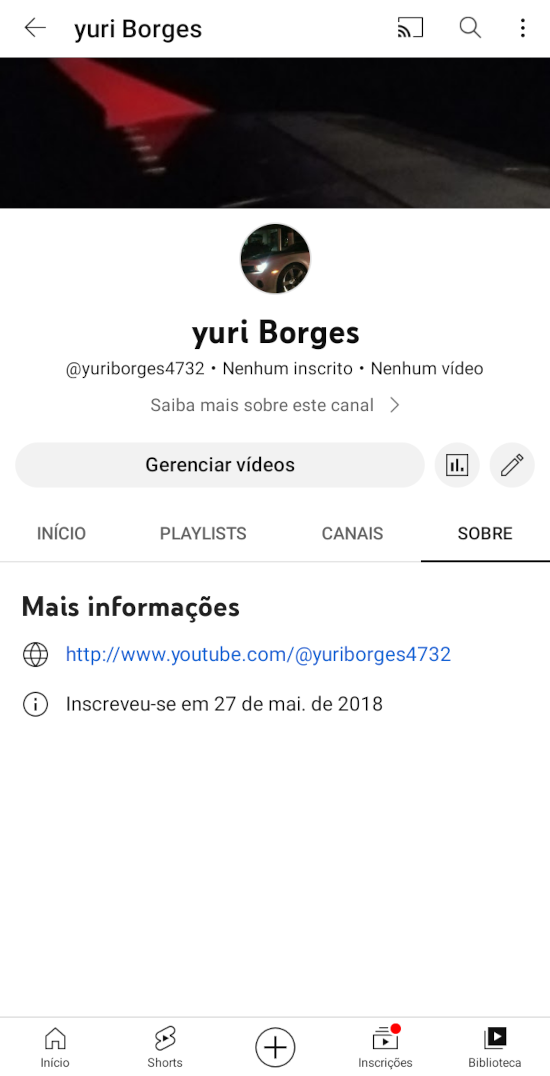 yuri Borges
yuri Borges
@yuriborges4732 • Nenhum inscrito • Nenhum vídeo
Saiba mais sobre este canal
Gerenciar vídeos
INÍCIO PLAYLISTS CANAIS SOBRE
Mais informações
http://www.youtube.com/@yuriborges4732
Inscreveu-se em 27 de mai. de 2018
Início Shorts Inscrições Biblioteca